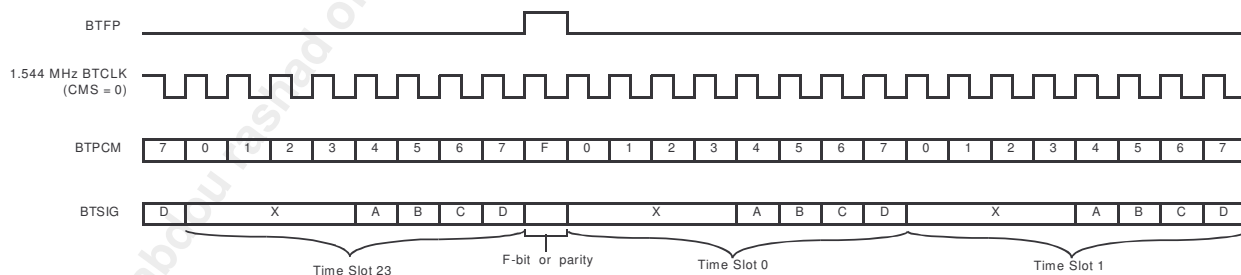 BTFP
1.544 MHz BTCLK
(CMS = 0)
BTPCM 7 0 1 2 3 4 5 6 7 F 0 1 2 3 4 5 6 7 0 1 2 3 4 5 6 7
BTSIG D X A B C D X A B C D X A B C D
Time Slot 23 F-bit or parity Time Slot 0 Time Slot 1
abdou rashad